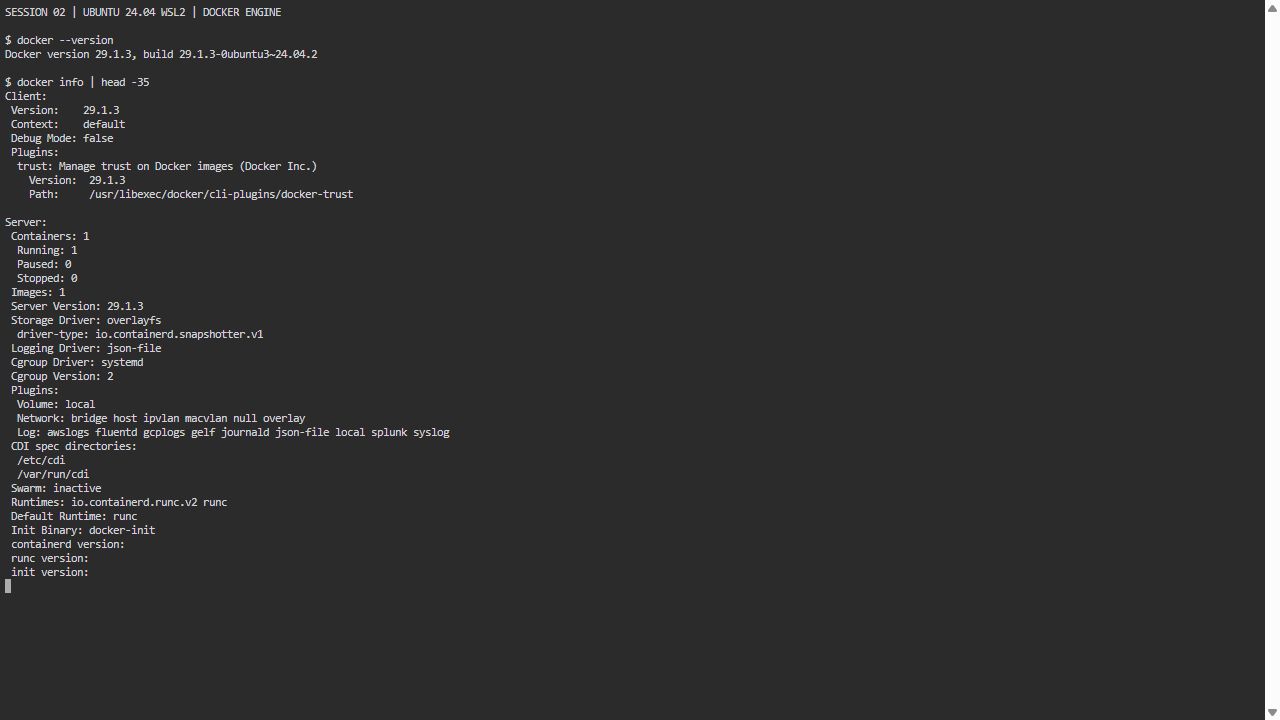 SESSION 02 | UBUNTU 24.04 WSL2 | DOCKER ENGINE
$ docker --version
Docker version 29.1.3, build 29.1.3-0ubuntu3~24.04.2
$ docker info | head -35
Client:
 Version:    29.1.3
 Context:    default
 Debug Mode: false
 Plugins:
  trust: Manage trust on Docker images (Docker Inc.)
    Version:  29.1.3
    Path:     /usr/libexec/docker/cli-plugins/docker-trust
Server:
 Containers: 1
  Running: 1
  Paused: 0
  Stopped: 0
 Images: 1
 Server Version: 29.1.3
 Storage Driver: overlayfs
  driver-type: io.containerd.snapshotter.v1
 Logging Driver: json-file
 Cgroup Driver: systemd
 Cgroup Version: 2
 Plugins:
  Volume: local
  Network: bridge host ipvlan macvlan null overlay
  Log: awslogs fluentd gcplogs gelf journald json-file local splunk syslog
 CDI spec directories:
  /etc/cdi
  /var/run/cdi
 Swarm: inactive
 Runtimes: io.containerd.runc.v2 runc
 Default Runtime: runc
 Init Binary: docker-init
 containerd version:
 runc version:
 init version: